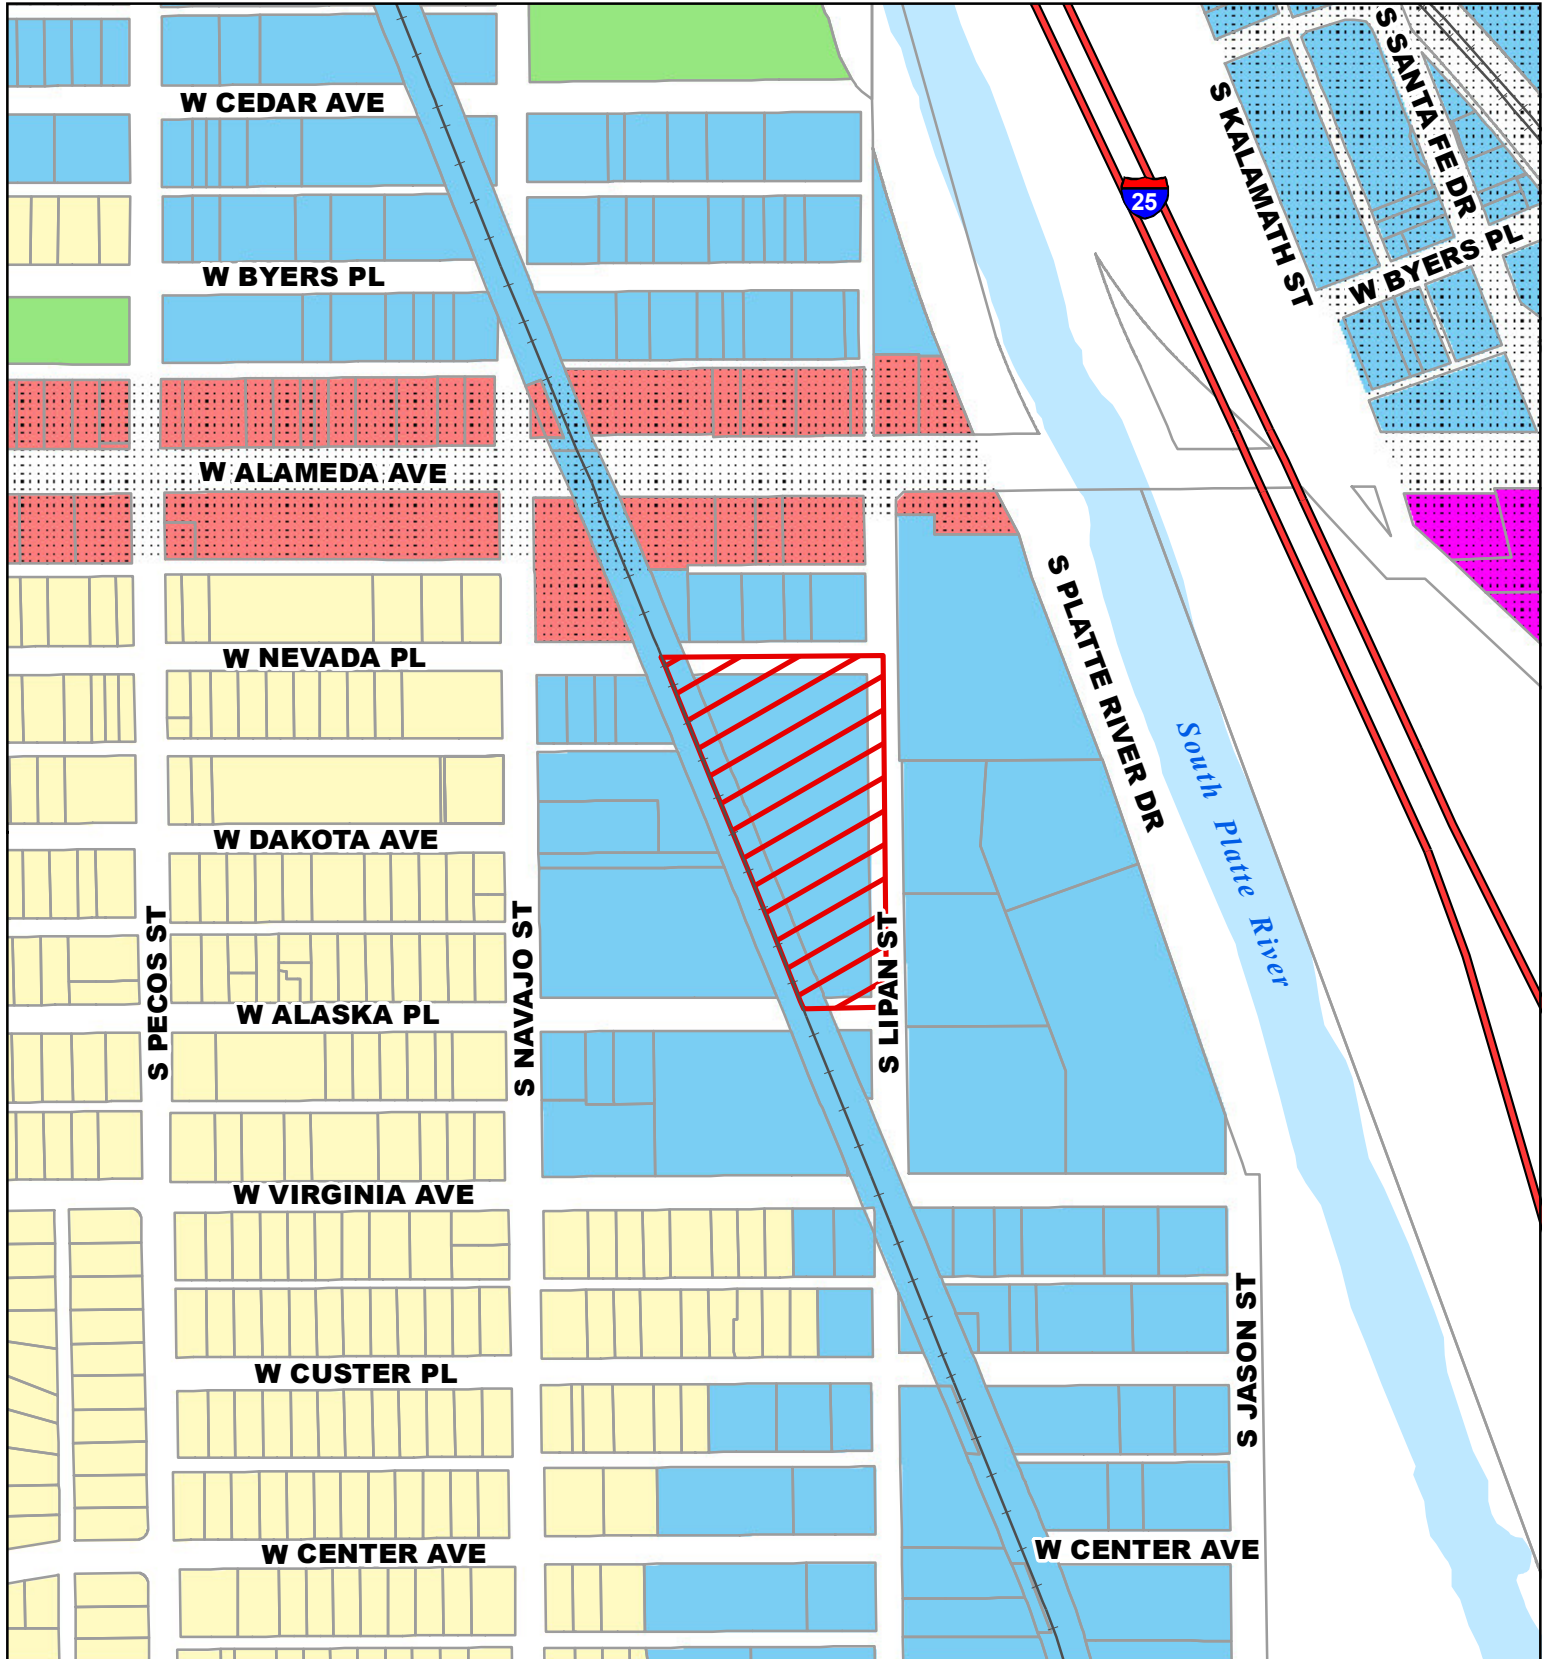 S SANTA FE DR
W CEDAR AVE
S KALAMATH ST
25
W BYERS PL
W BYERS PL
W ALAMEDA AVE
S PLATTE RIVER DR
W NEVADA PL
South Platte River
W DAKOTA AVE
S PECOS ST
S NAVAJO ST
S LIPAN ST
W ALASKA PL
W VIRGINIA AVE
S JASON ST
W CUSTER PL
W CENTER AVE
W CENTER AVE